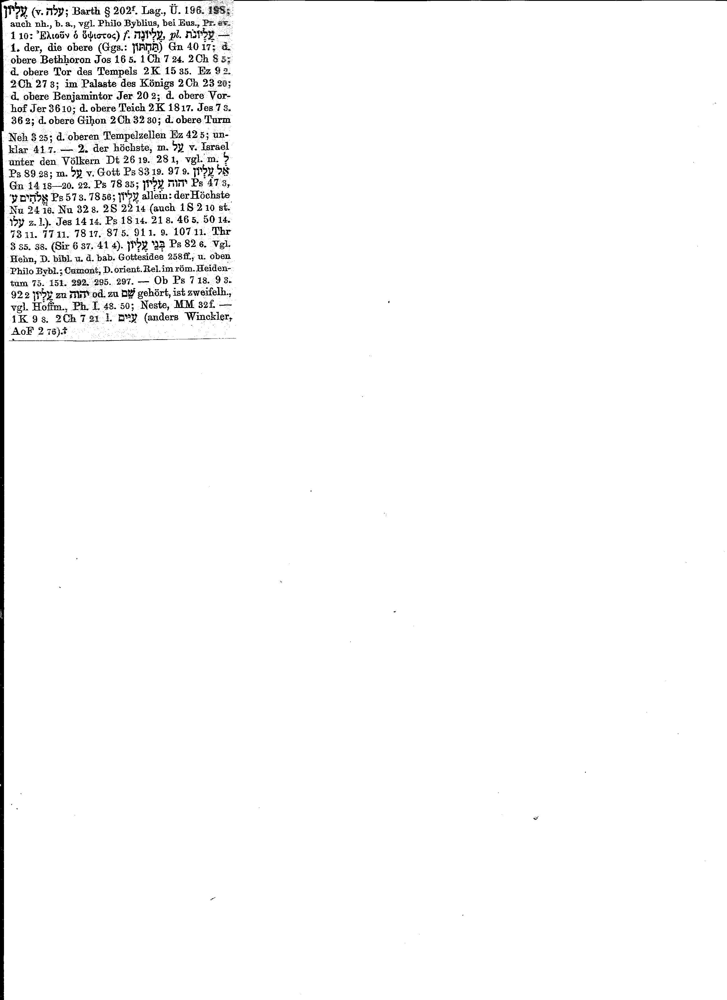 עֶלְיוֹן (v. עלה; Barth § 202f. Lag., Ü. 196. 198;
auch nh., b. a., vgl. Philo Byblius, bei Eus., Pr. ev.
1 10: Ἐλιοῦν ὁ ὕψιστος) f. עֶלְיוֹנָה, pl. עֶלְיוֹנֹת —
1. der, die obere (Ggs.: תַּחְתּוֹן) Gn 40 17; d.
obere Bethḥoron Jos 16 5. 1 Ch 7 24. 2 Ch 8 5;
d. obere Tor des Tempels 2 K 15 35. Ez 9 2.
2 Ch 27 3; im Palaste des Königs 2 Ch 23 20;
d. obere Benjamintor Jer 20 2; d. obere Vor-
hof Jer 36 10; d. obere Teich 2 K 18 17. Jes 7 3.
36 2; d. obere Giḥon 2 Ch 32 30; d. obere Turm
Neh 3 25; d. oberen Tempelzellen Ez 42 5; un-
klar 41 7. — 2. der höchste, m. עַל v. Israel
unter den Völkern Dt 26 19. 28 1, vgl. m. לְ
Ps 89 28; m. עַל v. Gott Ps 83 19. 97 9. אֵל עֶלְיוֹן
Gn 14 18—20. 22. Ps 78 35; יהוה עֶלְיוֹן Ps 47 3,
אֱלֹהִים ע׳ Ps 57 3. 78 56; עֶלְיוֹן allein: der Höchste
Nu 24 16. Nu 32 8. 2 S 22 14 (auch 1 S 2 10 st.
עלו z. l.). Jes 14 14. Ps 18 14. 21 8. 46 5. 50 14.
73 11. 77 11. 78 17. 87 5. 91 1. 9. 107 11. Thr
3 35. 38. (Sir 6 37. 41 4). בְּנֵי עֶלְיוֹן Ps 82 6. Vgl.
Hehn, D. bibl. u. d. bab. Gottesidee 258ff., u. oben
Philo Bybl.; Cumont, D. orient. Rel. im röm. Heiden-
tum 75. 151. 292. 295. 297. — Ob Ps 7 18. 9 3.
92 2 עֶלְיוֹן zu יהוה od. zu שֵׁם gehört, ist zweifelh.,
vgl. Hoffm., Ph. I. 48. 50; Neste, MM 32f. —
1 K 9 8. 2 Ch 7 21 l. עִיִּים (anders Winckler,
AoF 2 76).†